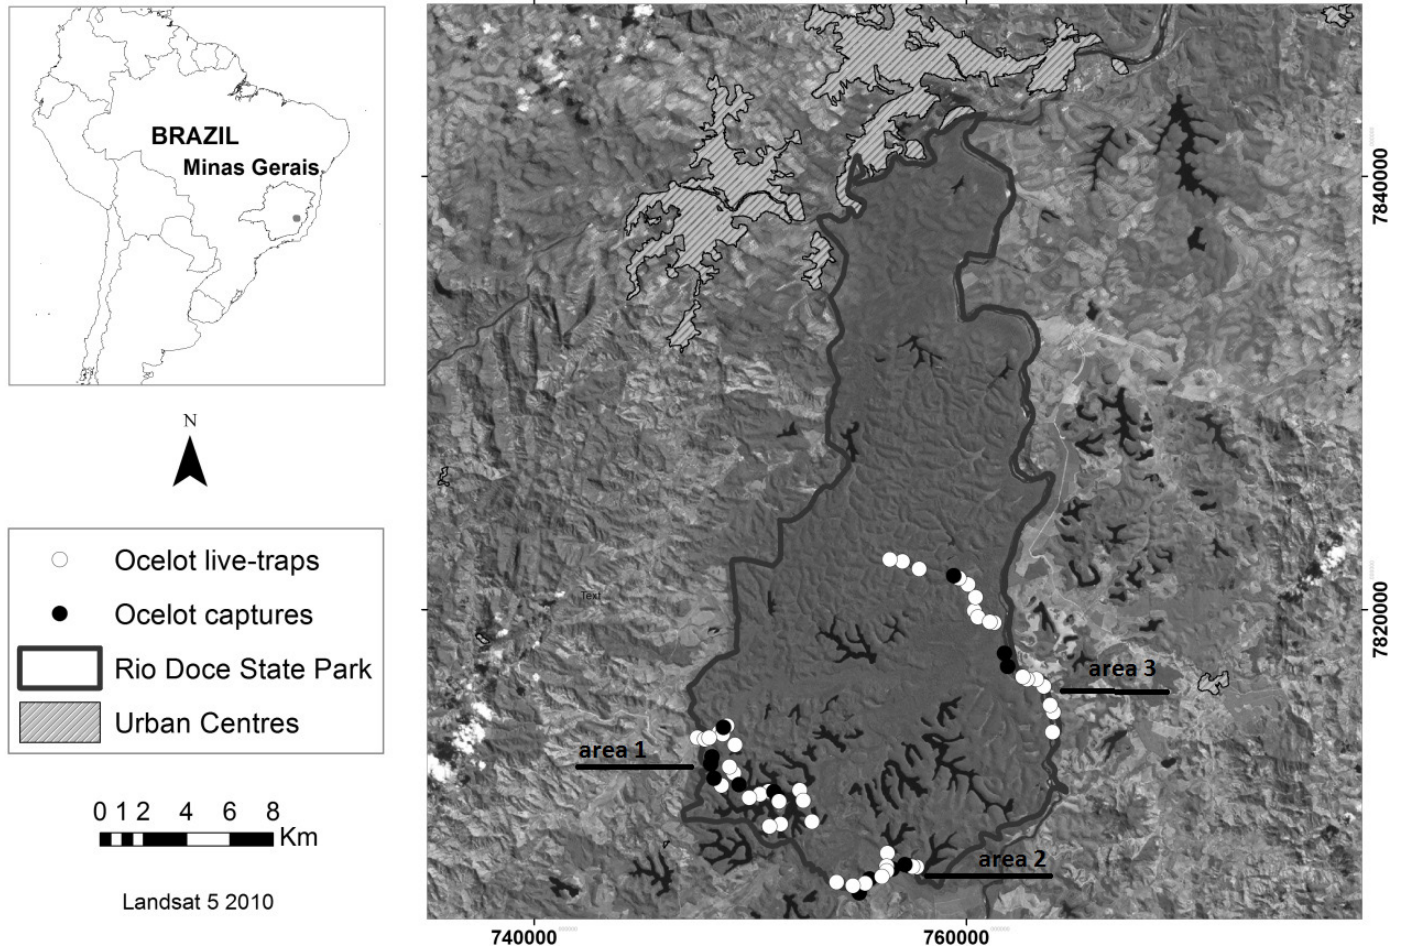 BRAZIL
Minas Gerais
N
Ocelot live-traps
Ocelot captures
Rio Doce State Park
Urban Centres
0 1 2 4 6 8
Km
Landsat 5 2010
Text
area 1
area 2
area 3
7840000
7820000
740000
760000